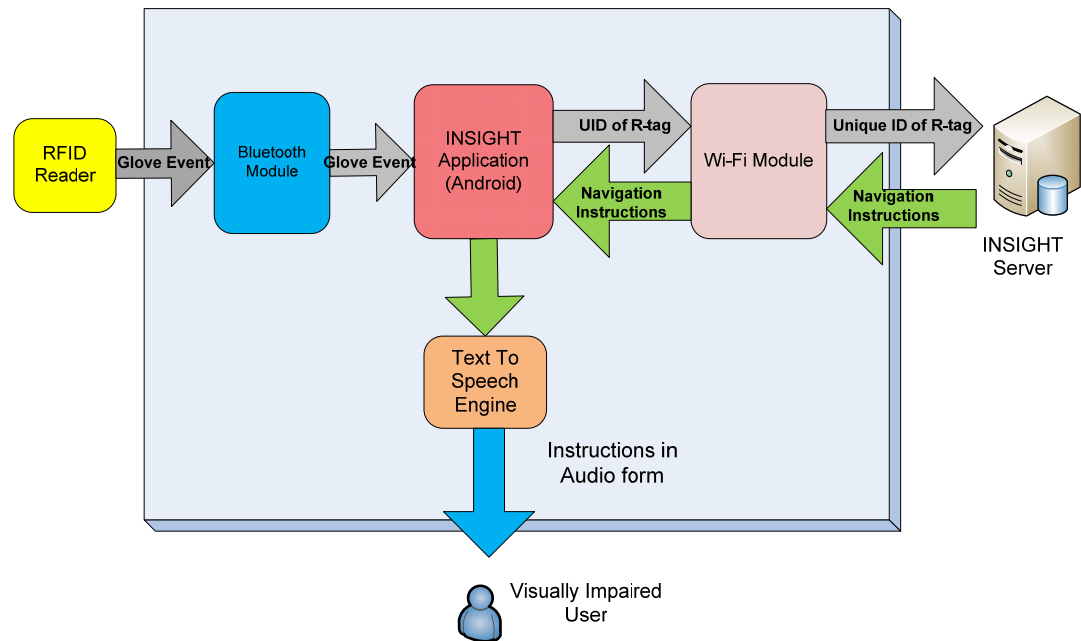 RFID
Reader
Glove Event
Bluetooth
Module
Glove Event
INSIGHT
Application
(Android)
UID of R-tag
Navigation
Instructions
Wi-Fi Module
Unique ID of R-tag
Navigation
Instructions
INSIGHT
Server
Text To
Speech
Engine
Instructions in
Audio form
Visually Impaired
User